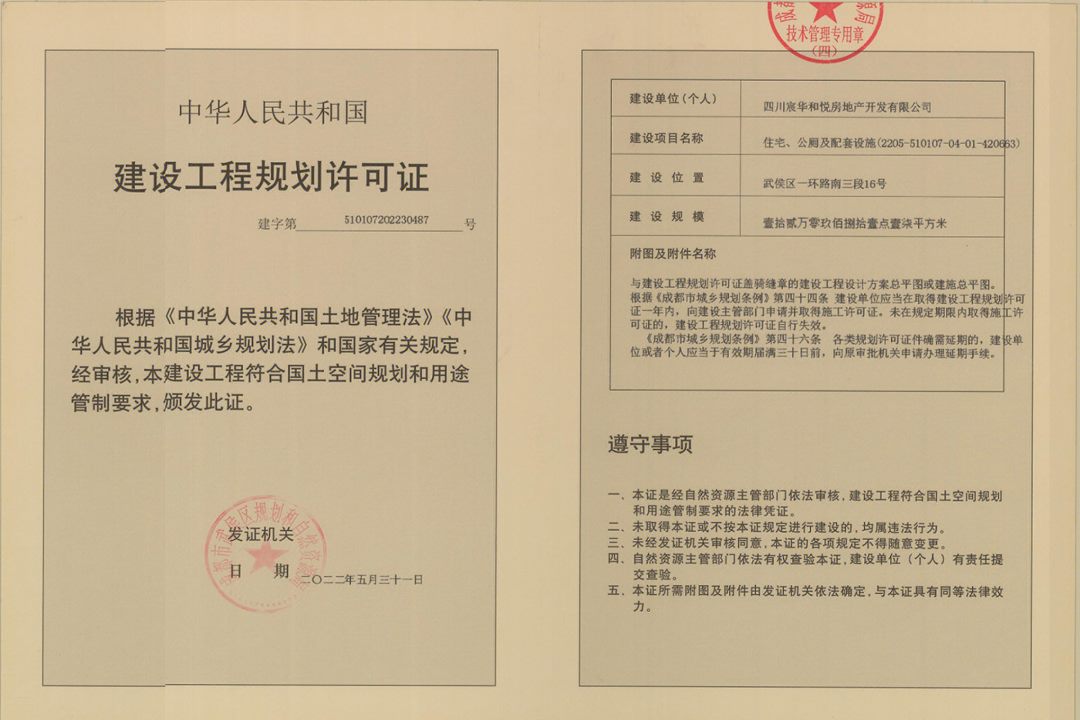 中华人民共和国
建设工程规划许可证
建字第 510107202230487 号
根据《中华人民共和国土地管理法》《中
华人民共和国城乡规划法》和国家有关规定,
经审核,本建设工程符合国土空间规划和用途
管制要求,颁发此证。
发证机关
日 期 二〇二二年五月三十一日
技术管理专用章
(四)
建设单位(个人) 四川宸华和悦房地产开发有限公司
建设项目名称 住宅、公厕及配套设施(2205-510107-04-01-420663)
建设位置 武侯区一环路南三段16号
建设规模 壹拾贰万零玖佰捌拾壹点壹柒平方米
附图及附件名称
与建设工程规划许可证盖骑缝章的建设工程设计方案总平图或建施总平图。
根据《成都市城乡规划条例》第四十四条 建设单位应当在取得建设工程规划许可
证一年内,向建设主管部门申请并取得施工许可证。未在规定期限内取得施工许
可证的,建设工程规划许可证自行失效。
《成都市城乡规划条例》第四十六条 各类规划许可证件确需延期的,建设单
位或者个人应当于有效期届满三十日前,向原审批机关申请办理延期手续。
遵守事项
一、本证是经自然资源主管部门依法审核,建设工程符合国土空间规划
和用途管制要求的法律凭证。
二、未取得本证或不按本证规定进行建设的,均属违法行为。
三、未经发证机关审核同意,本证的各项规定不得随意变更。
四、自然资源主管部门依法有权查验本证,建设单位(个人)有责任提
交查验。
五、本证所需附图及附件由发证机关依法确定,与本证具有同等法律效
力。